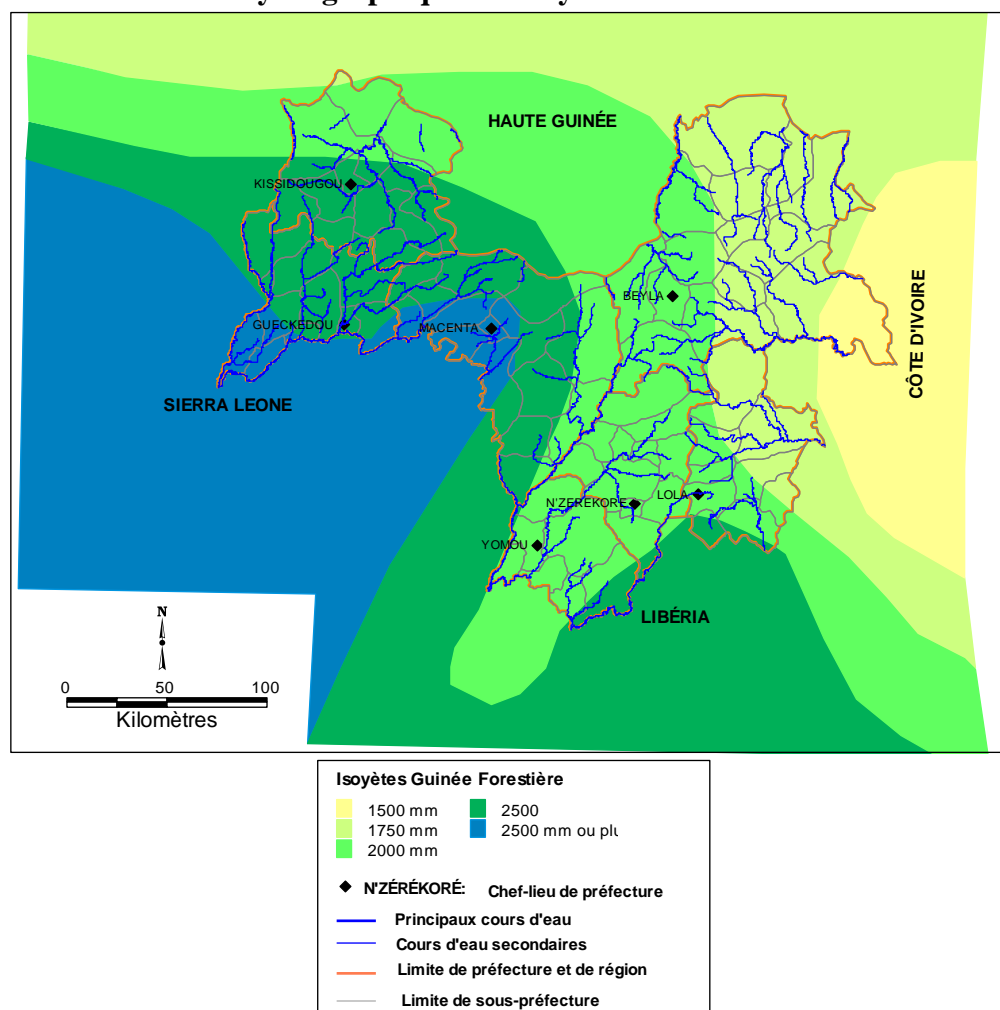 HAUTE GUINÉE
KISSIDOUGOU
BEYLA
GUECKEDOU
MACENTA
CÔTE D'IVOIRE
SIERRA LEONE
LOLA
N'ZEREKORE
YOMOU
LIBÉRIA
N
0 50 100
Kilomètres
Isoyètes Guinée Forestière
1500 mm
1750 mm
2000 mm
2500
2500 mm ou plu
N'ZÉRÉKORÉ: Chef-lieu de préfecture
Principaux cours d'eau
Cours d'eau secondaires
Limite de préfecture et de région
Limite de sous-préfecture